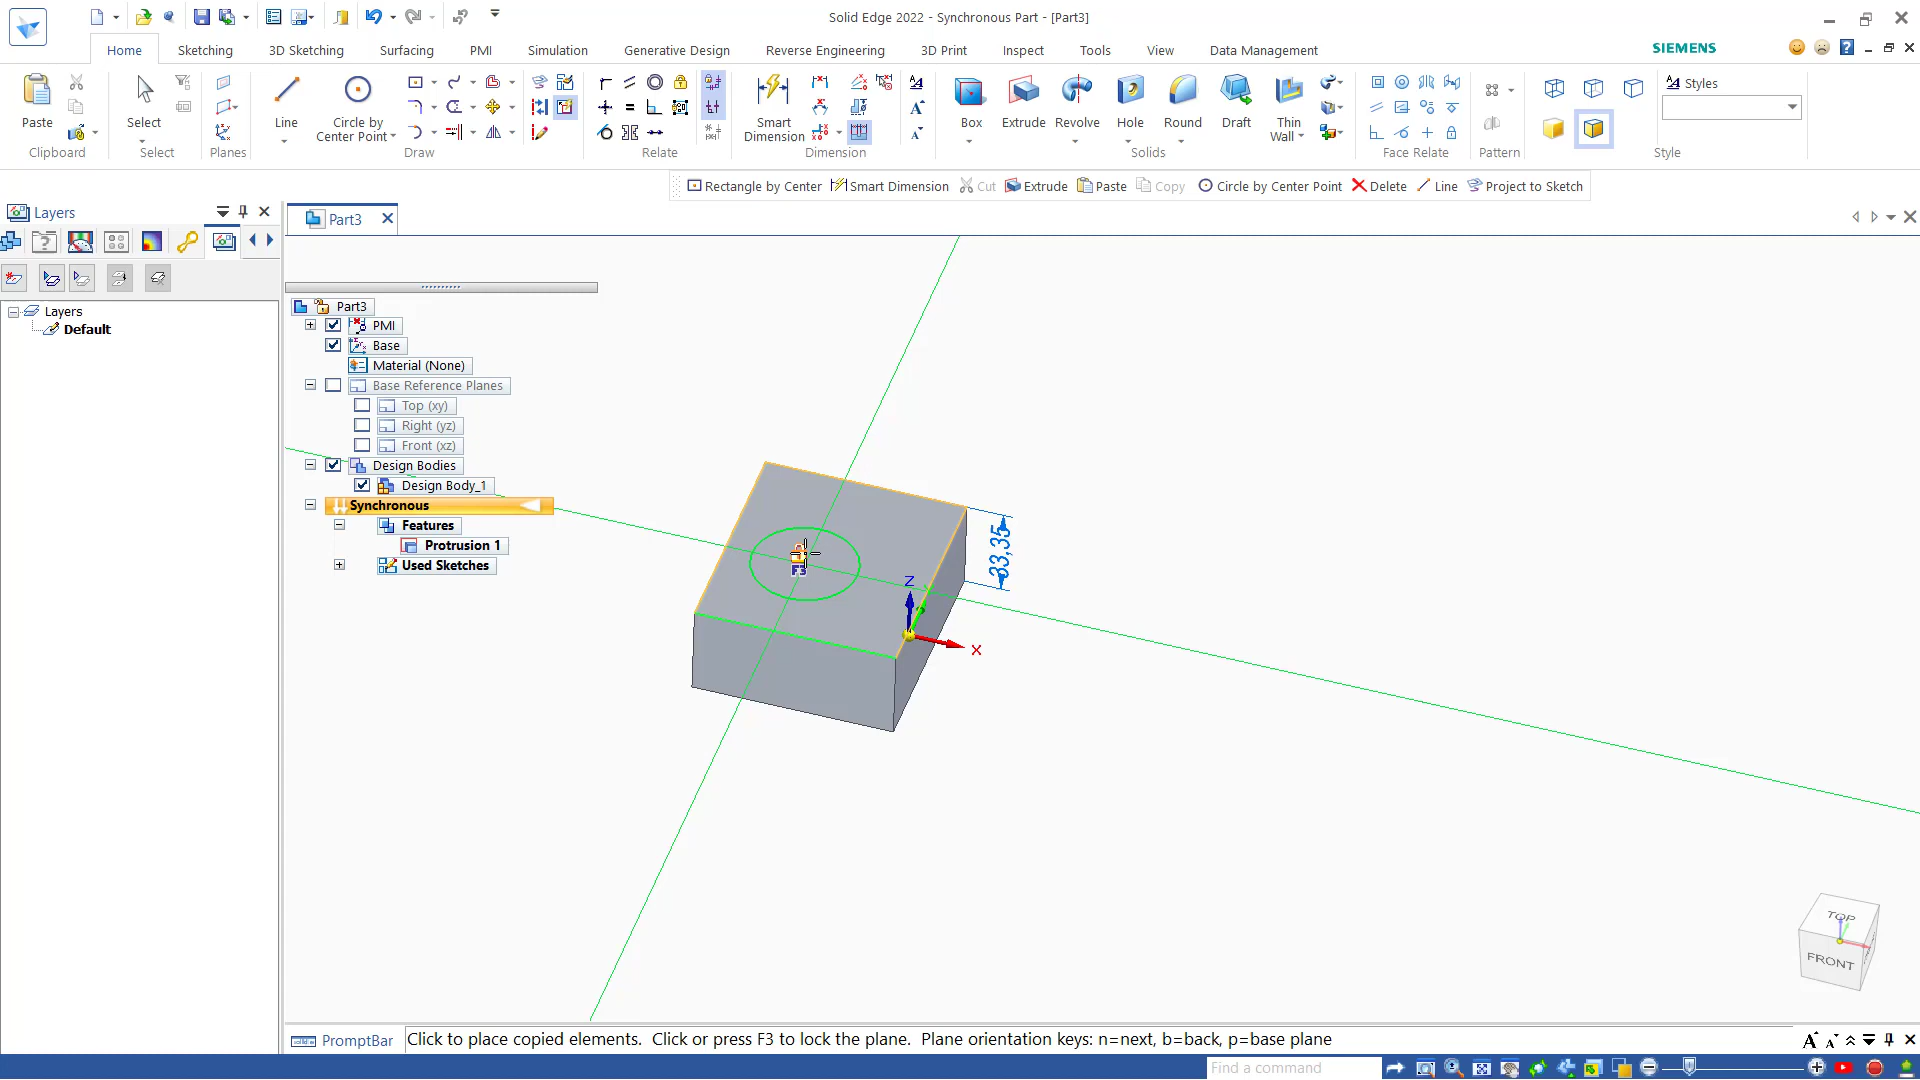 Solid Edge 2022 - Synchronous Part - [Part3]
Home
Sketching
3D Sketching
Surfacing
PMI
Simulation
Generative Design
Reverse Engineering
3D Print
Inspect
Tools
View
Data Management
SIEMENS
Paste
Clipboard
Select
Select
Planes
Line
Circle by
Center Point
Draw
Relate
Smart
Dimension
Dimension
Box
Extrude
Revolve
Hole
Round
Draft
Thin
Wall
Solids
Face Relate
Pattern
Styles
Style
Rectangle by Center
Smart Dimension
Cut
Extrude
Paste
Copy
Circle by Center Point
Delete
Line
Project to Sketch
Layers
Part3
Layers
Default
Part3
PMI
Base
Material (None)
Base Reference Planes
Top (xy)
Right (yz)
Front (xz)
Design Bodies
Design Body_1
Synchronous
Features
Protrusion 1
Used Sketches
33,35
Z
X
F3
TOP
FRONT
PromptBar
Click to place copied elements.  Click or press F3 to lock the plane.  Plane orientation keys: n=next, b=back, p=base plane
Find a command